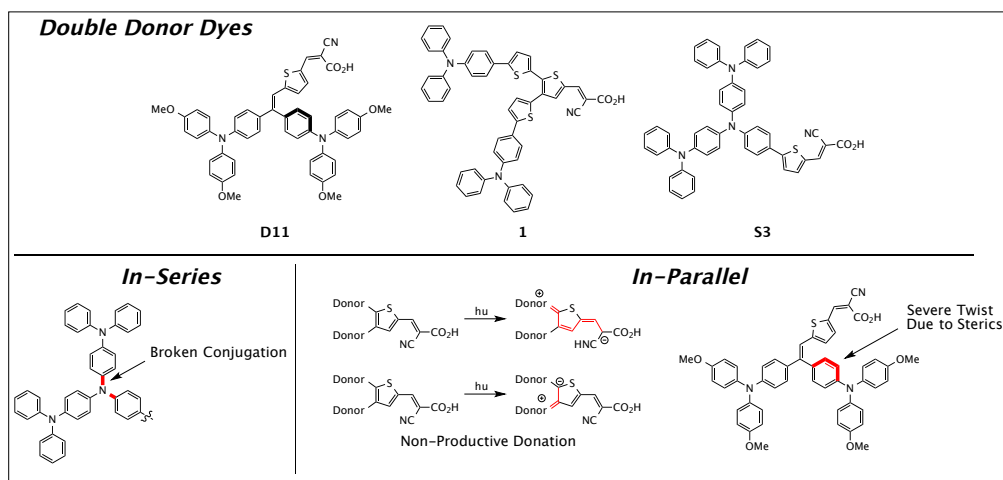 Double Donor Dyes
S
CN
CO₂H
MeO
OMe
N
N
OMe
OMe
D11
N
S
S
S
NC
CO₂H
N
1
N
N
N
S
CN
CO₂H
S3
In-Series
N
Broken Conjugation
N
N
In-Parallel
Donor
S
Donor
CO₂H
NC
hu
⊕
Donor
S
Donor
CO₂H
HNC
⊖
Donor
S
Donor
CO₂H
NC
hu
Donor
⊖
S
⊕
Donor
CO₂H
NC
Non-Productive Donation
S
CN
CO₂H
Severe Twist
Due to Sterics
MeO
OMe
N
N
OMe
OMe